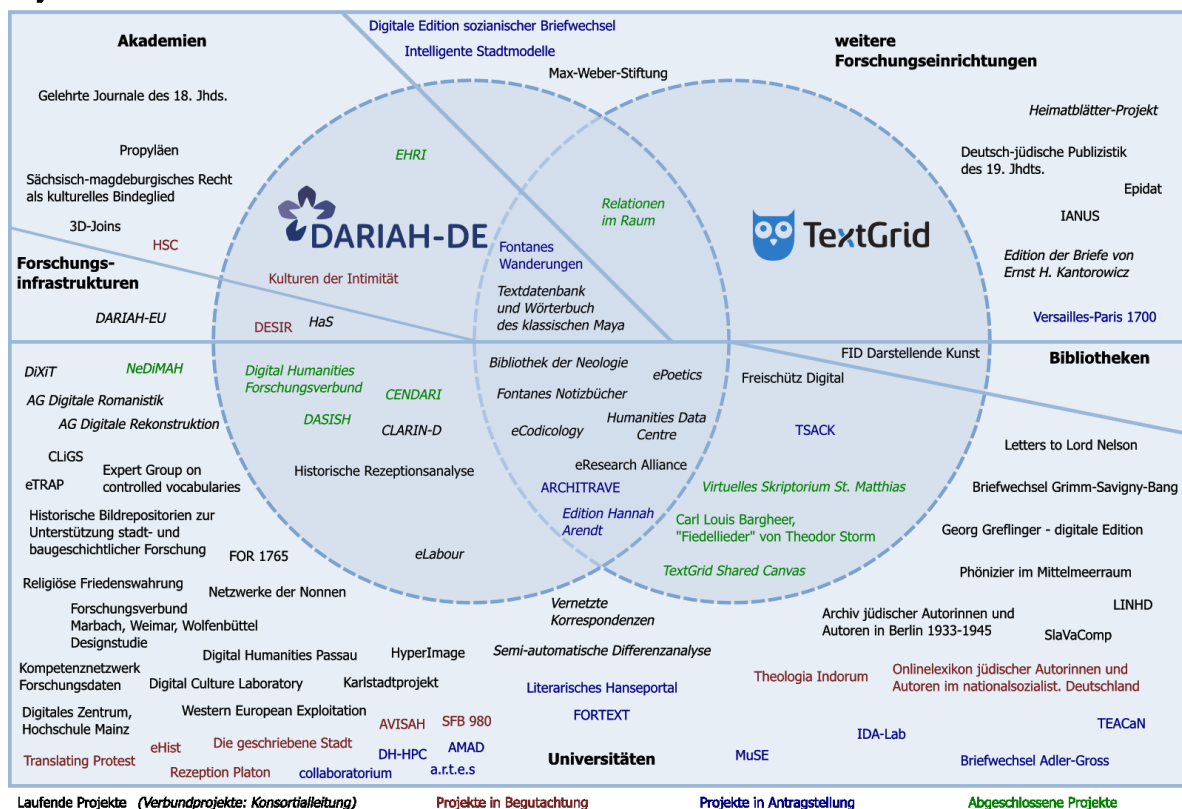 Akademien
Gelehrte Journale des 18. Jhds.
Propyläen
Sächsisch-magdeburgisches Recht
als kulturelles Bindeglied
3D-Joins
HSC
Digitale Edition sozianischer Briefwechsel
Intelligente Stadtmodelle
Max-Weber-Stiftung
weitere
Forschungseinrichtungen
Heimatblätter-Projekt
Deutsch-jüdische Publizistik
des 19. Jhdts.
Epidat
IANUS
Edition der Briefe von
Ernst H. Kantorowicz
Versailles-Paris 1700
EHRI
DARIAH-DE
Kulturen der Intimität
Relationen
im Raum
TextGrid
Fontanes
Wanderungen
Textdatenbank
und Wörterbuch
des klassischen Maya
Forschungs-
infrastrukturen
DARIAH-EU
DESIR
HaS
FID Darstellende Kunst
Bibliotheken
DiXiT
NeDiMAH
AG Digitale Romanistik
AG Digitale Rekonstruktion
CLiGS
eTRAP
Expert Group on
controlled vocabularies
Historische Bildrepositorien zur
Unterstützung stadt- und
baugeschichtlicher Forschung
FOR 1765
Religiöse Friedenswahrung
Netzwerke der Nonnen
Forschungsverbund
Marbach, Weimar, Wolfenbüttel
Designstudie
Digital Humanities Passau
HyperImage
Kompetenznetzwerk
Forschungsdaten
Digital Culture Laboratory
Karlstadtprojekt
Digitales Zentrum,
Hochschule Mainz
Western European Exploitation
AVISAH
SFB 980
Translating Protest
eHist
Die geschriebene Stadt
DH-HPC
AMAD
Rezeption Platon
collaboratorium
a.r.t.e.s
Digital Humanities
Forschungsverbund
CENDARI
DASISH
CLARIN-D
Historische Rezeptionsanalyse
eLabour
Bibliothek der Neologie
ePoetics
Fontanes Notizbücher
eCodicology
Humanities Data
Centre
eResearch Alliance
ARCHITRAVE
Edition Hannah
Arendt
Freischütz Digital
TSACK
Virtuelles Skriptorium St. Matthias
Carl Louis Bargheer,
"Fiedellieder" von Theodor Storm
TextGrid Shared Canvas
Letters to Lord Nelson
Briefwechsel Grimm-Savigny-Bang
Georg Greflinger - digitale Edition
Phönizier im Mittelmeerraum
LINHD
Archiv jüdischer Autorinnen und
Autoren in Berlin 1933-1945
SlaVaComp
Vernetzte
Korrespondenzen
Semi-automatische Differenzanalyse
Theologia Indorum
Onlinelexikon jüdischer Autorinnen und
Autoren im nationalsozialist. Deutschland
Literarisches Hanseportal
FORTEXT
TEACaN
IDA-Lab
Universitäten
MuSE
Briefwechsel Adler-Gross
Laufende Projekte (Verbundprojekte: Konsortialleitung)
Projekte in Begutachtung
Projekte in Antragstellung
Abgeschlossene Projekte